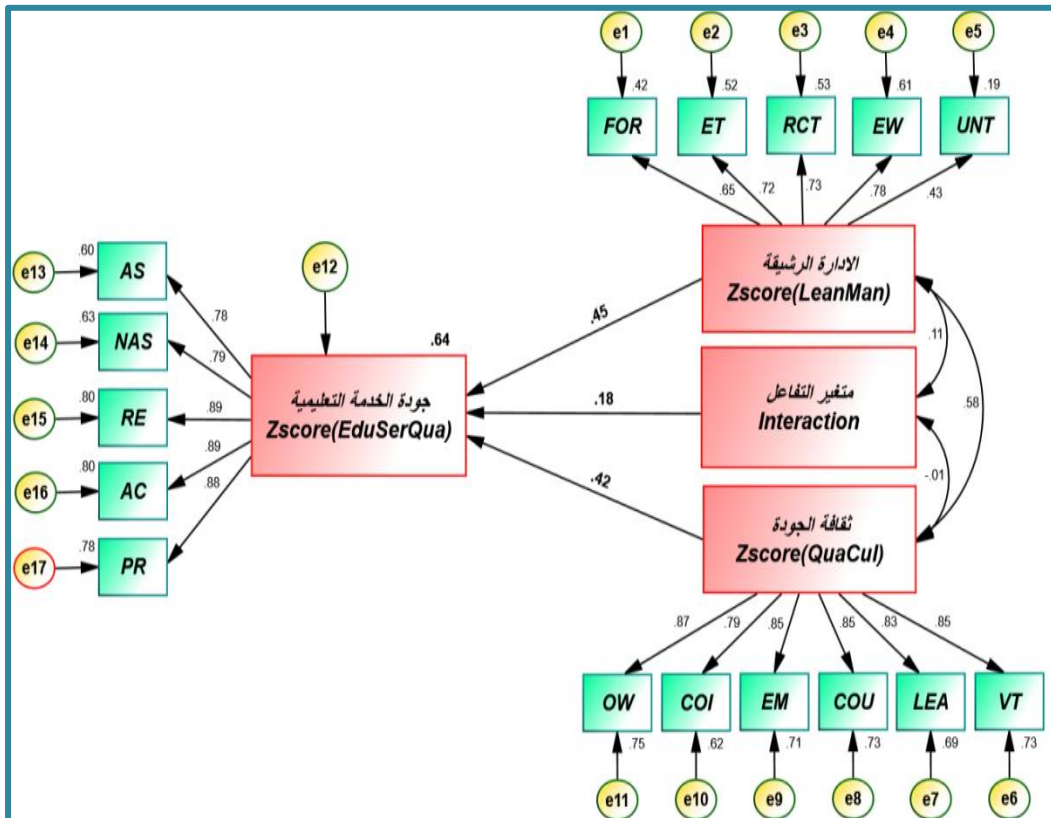 e1 e2 e3 e4 e5
.42 .52 .53 .61 .19
FOR ET RCT EW UNT
.65 .72 .73 .78 .43
الادارة الرشيقة
Zscore(LeanMan)
.45
.11
.58
متغير التفاعل
Interaction
.18
-.01
ثقافة الجودة
Zscore(QuaCul)
.42
e12
.64
جودة الخدمة التعليمية
Zscore(EduSerQua)
e13 .60 AS .78
e14 .63 NAS .79
e15 .80 RE .89
e16 .80 AC .89
e17 .78 PR .88
.87 .79 .85 .85 .83 .85
OW COI EM COU LEA VT
.75 .62 .71 .73 .69 .73
e11 e10 e9 e8 e7 e6